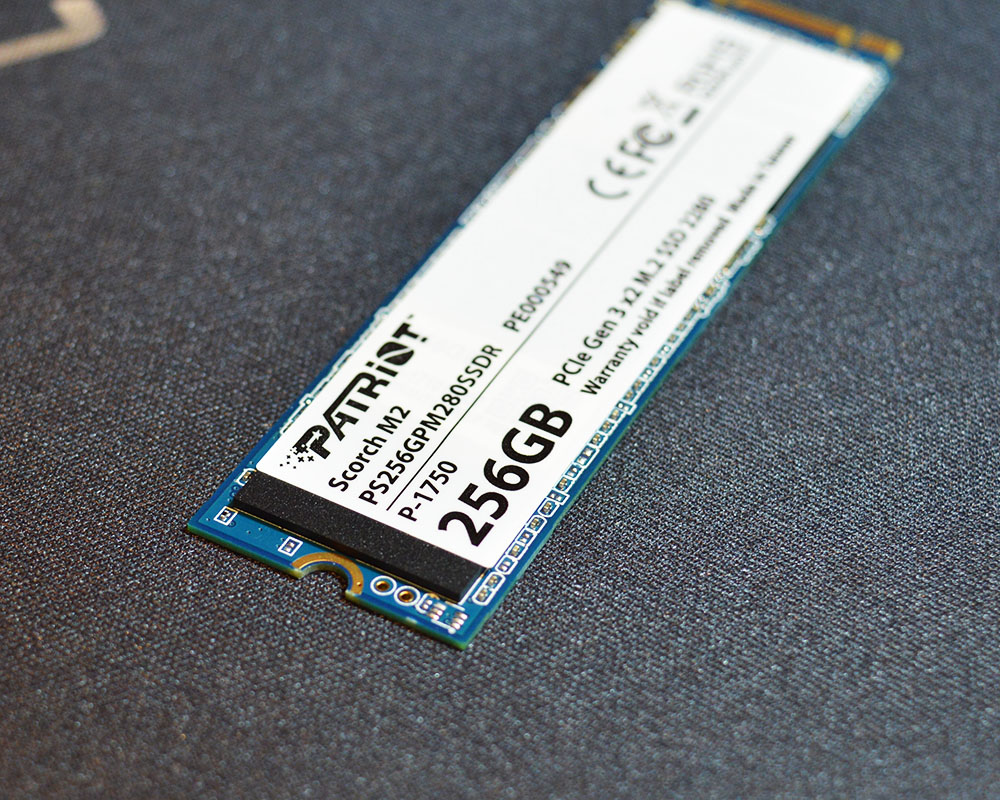 PATRiOT
Scorch M2
PS256GPM280SSDR PE000549
P-1750
256GB
PCIe Gen 3 x2 M.2 SSD 2280
Warranty void if label removed Made in Taiwan
CE FC